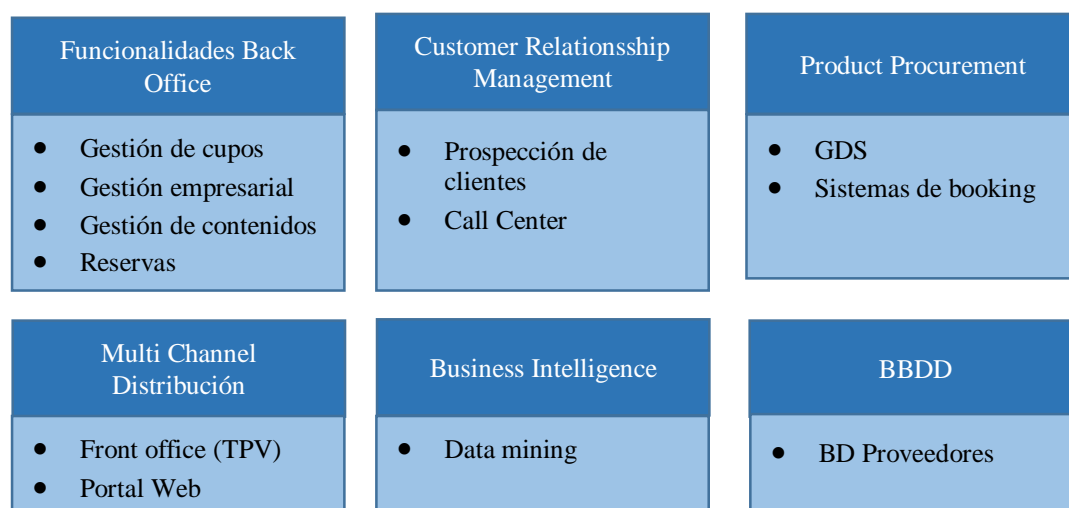 Funcionalidades Back
Office
• Gestión de cupos
• Gestión empresarial
• Gestión de contenidos
• Reservas
Customer Relationsship
Management
• Prospección de
clientes
• Call Center
Product Procurement
• GDS
• Sistemas de booking
Multi Channel
Distribución
• Front office (TPV)
• Portal Web
Business Intelligence
• Data mining
BBDD
• BD Proveedores